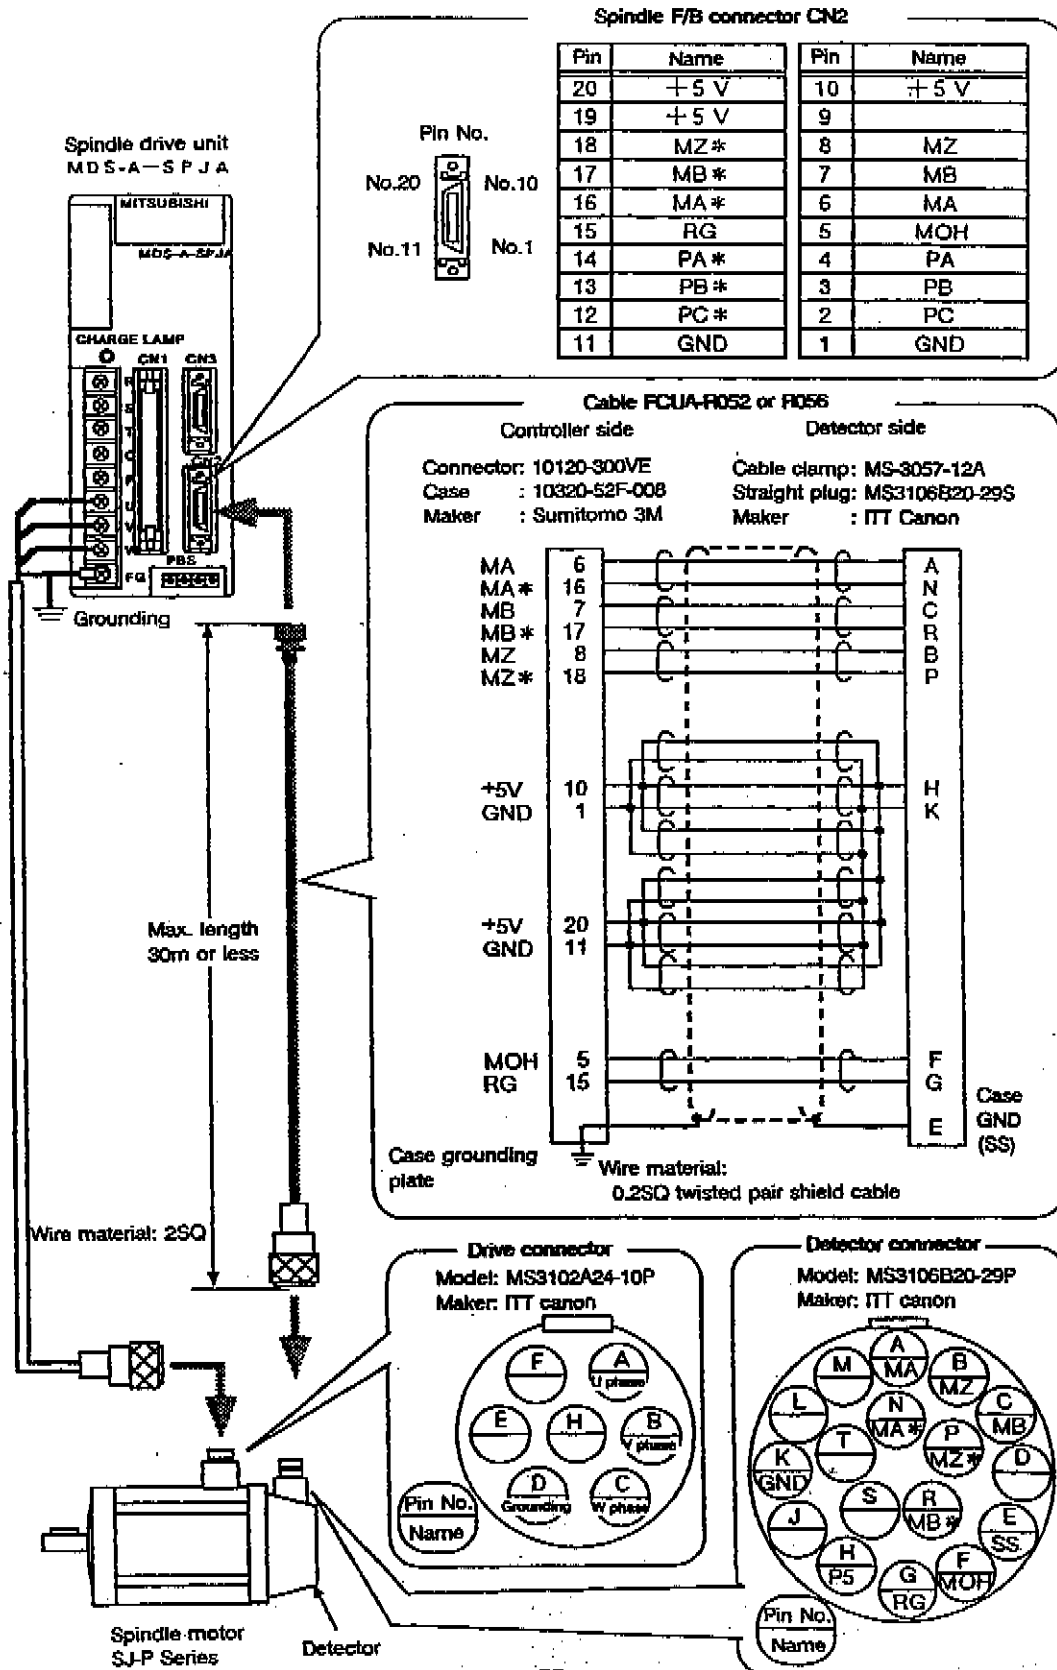 Spindle F/B connector CN2
Pin Name Pin Name
20 +5 V 10 +5 V
19 +5 V 9
18 MZ* 8 MZ
17 MB* 7 MB
16 MA* 6 MA
15 RG 5 MOH
14 PA* 4 PA
13 PB* 3 PB
12 PC* 2 PC
11 GND 1 GND
Pin No.
No.20 No.10
No.11 No.1
Spindle drive unit
MDS-A-SPJA
MITSUBISHI
MDS-A-SPJA
CHARGE LAMP
CN1 CN3
R
S
T
C
P
U
V
W
FG
PBS
Grounding
Cable FCUA-R052 or R056
Controller side Detector side
Connector: 10120-300VE Cable clamp: MS-3057-12A
Case : 10320-52F-008 Straight plug: MS3106B20-29S
Maker : Sumitomo 3M Maker : ITT Canon
MA 6 A
MA* 16 N
MB 7 C
MB* 17 R
MZ 8 B
MZ* 18 P
+5V 10 H
GND 1 K
+5V 20
GND 11
MOH 5 F
RG 15 G
E
Case
GND
(SS)
Case grounding
plate
Wire material:
0.2SQ twisted pair shield cable
Max. length
30m or less
Wire material: 2SQ
Drive connector
Model: MS3102A24-10P
Maker: ITT canon
F
A
U phase
E
H
B
V phase
D
Grounding
C
W phase
Pin No.
Name
Detector connector
Model: MS3106B20-29P
Maker: ITT canon
A
MA
M
B
MZ
L
N
MA*
C
MB
K
GND
T
P
MZ*
D
J
S
R
MB*
E
SS
H
P5
G
RG
F
MOH
Pin No.
Name
Spindle motor
SJ-P Series
Detector